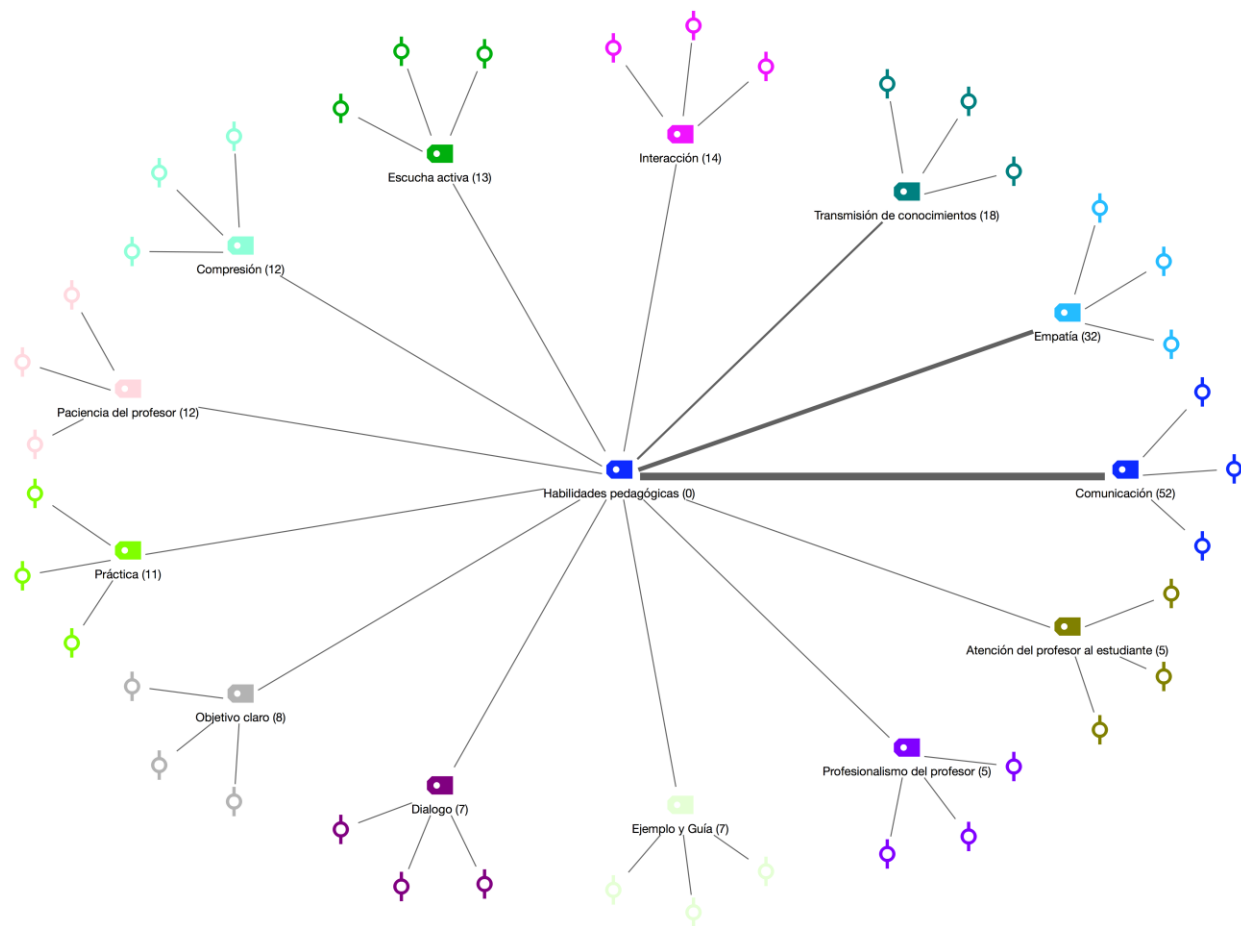 Interacción (14)
Escucha activa (13)
Transmisión de conocimientos (18)
Compresión (12)
Empatía (32)
Paciencia del profesor (12)
Habilidades pedagógicas (0)
Comunicación (52)
Práctica (11)
Atención del profesor al estudiante (5)
Objetivo claro (8)
Profesionalismo del profesor (5)
Dialogo (7)
Ejemplo y Guía (7)